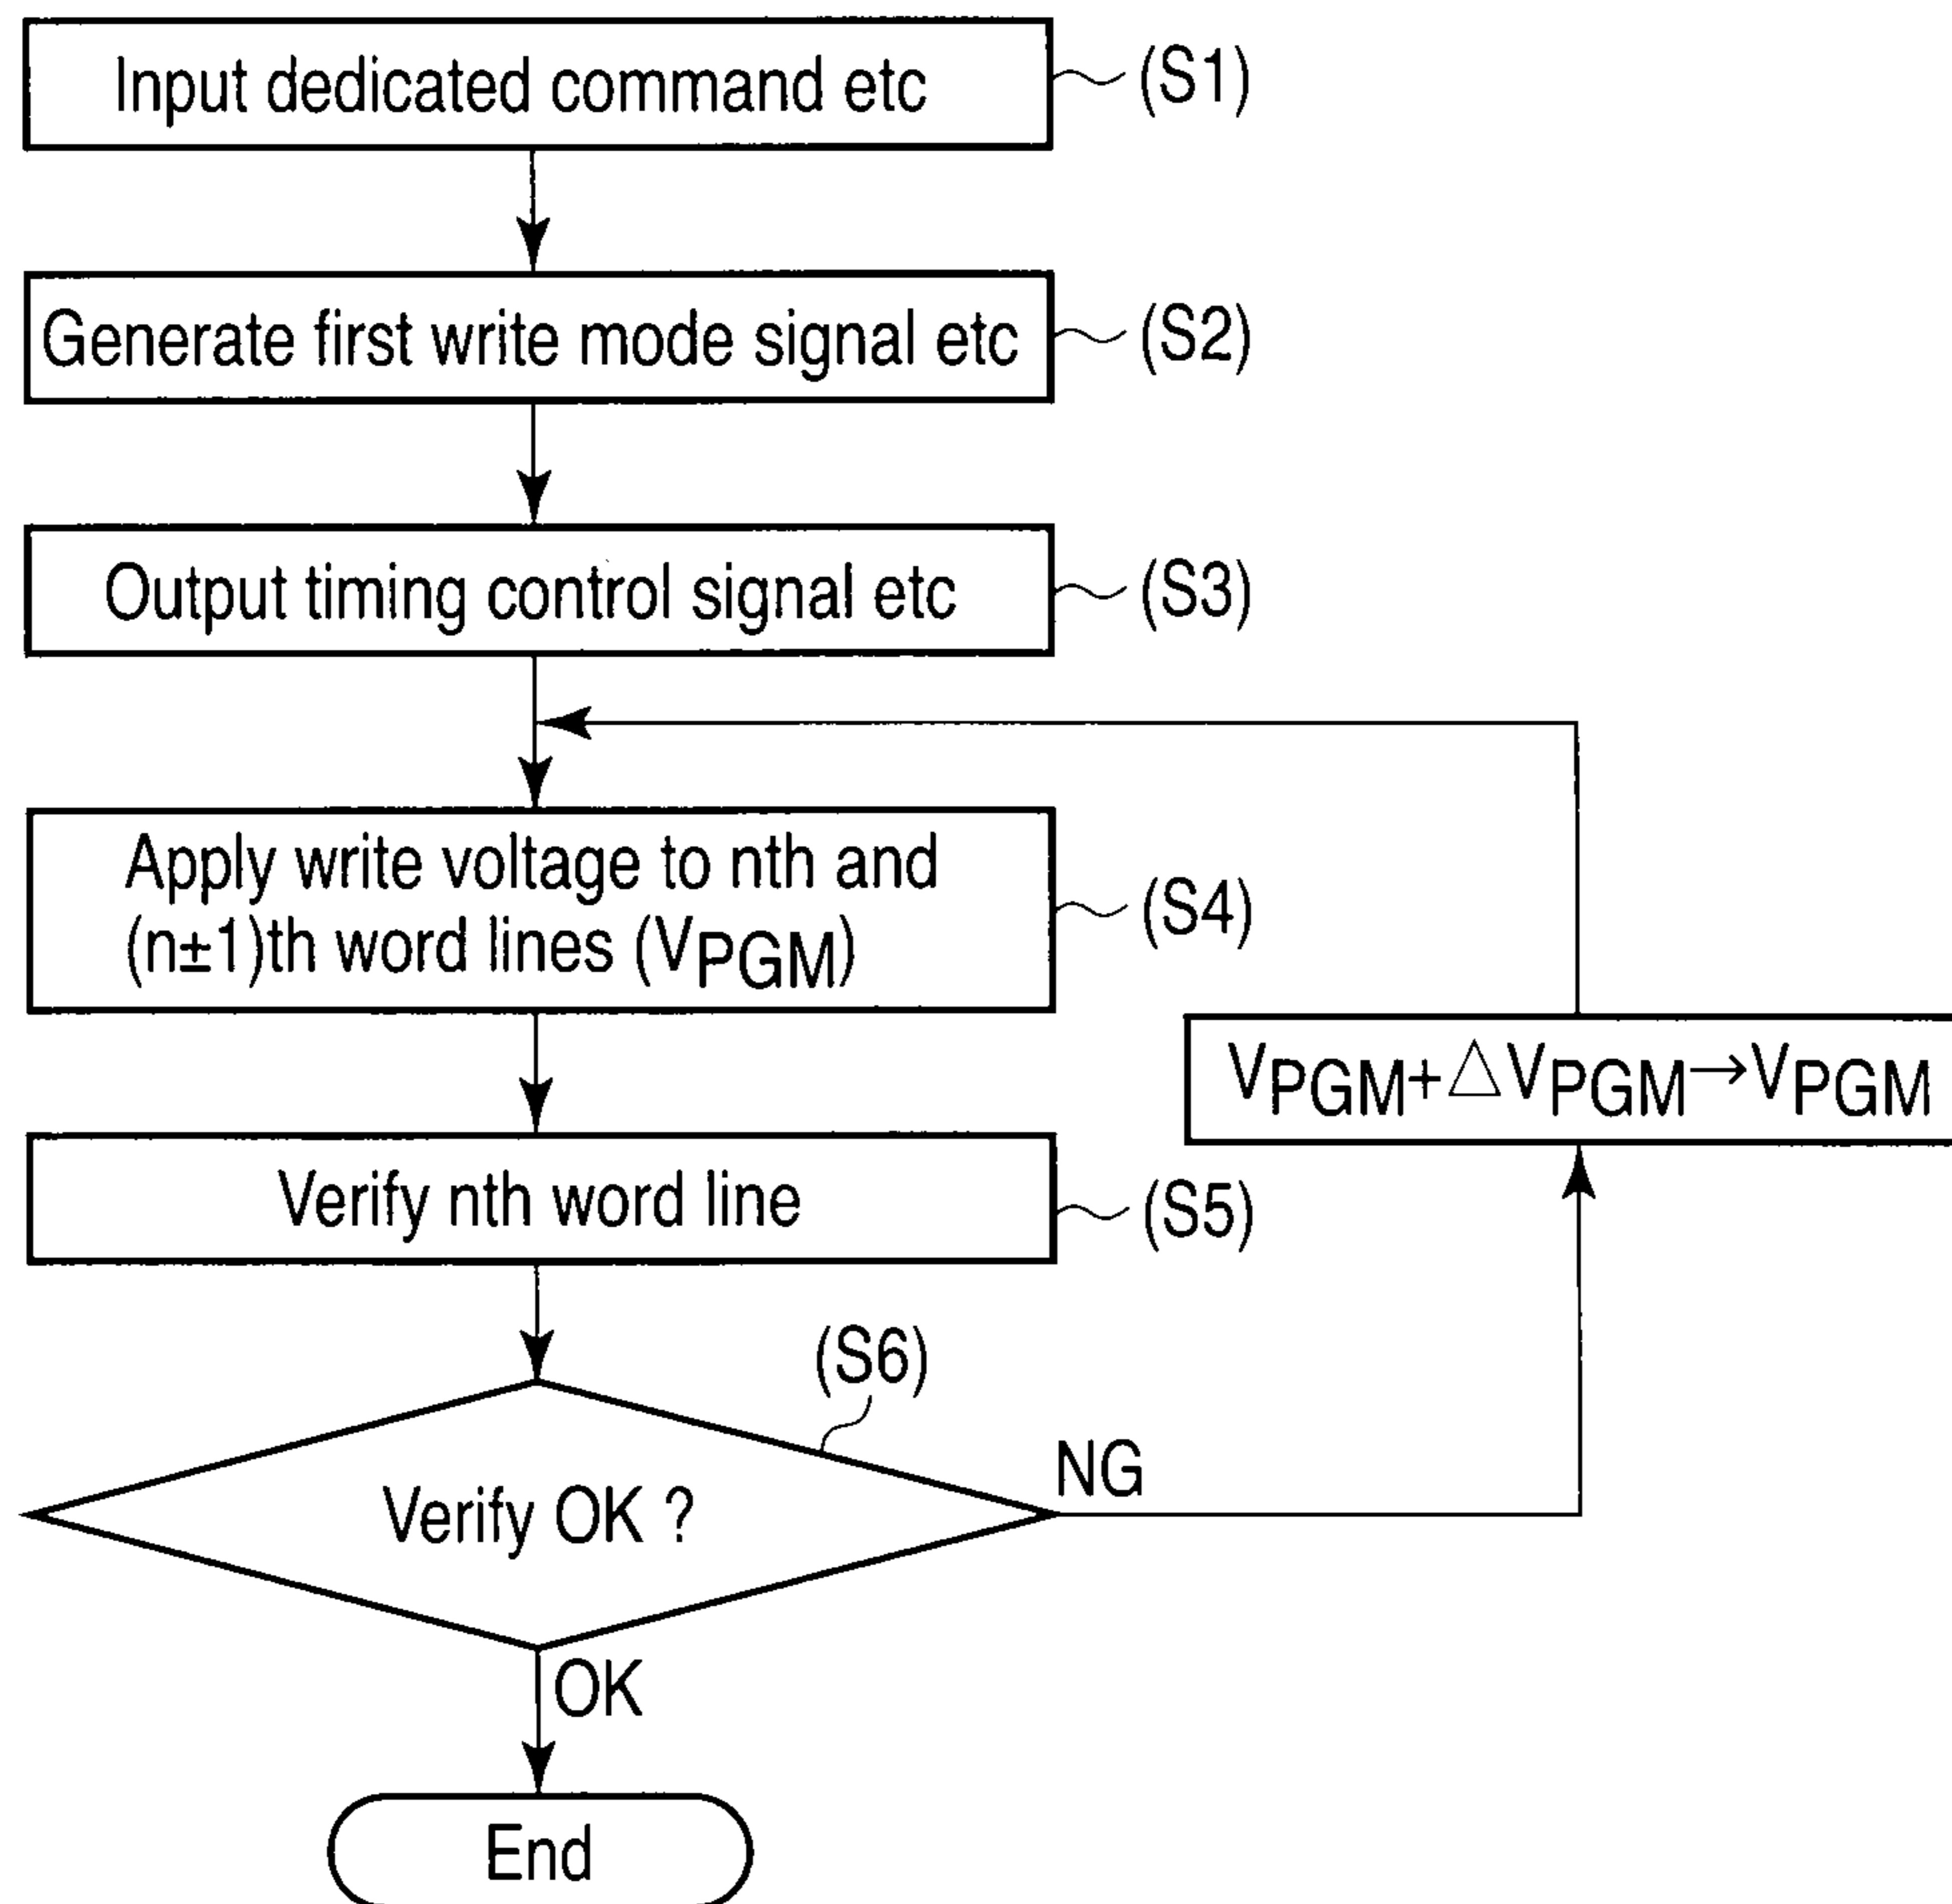 Input dedicated command etc
(S1)
Generate first write mode signal etc
(S2)
Output timing control signal etc
(S3)
Apply write voltage to nth and
(n±1)th word lines (VPGM)
(S4)
VPGM+△VPGM→VPGM
Verify nth word line
(S5)
(S6)
Verify OK ?
NG
OK
End